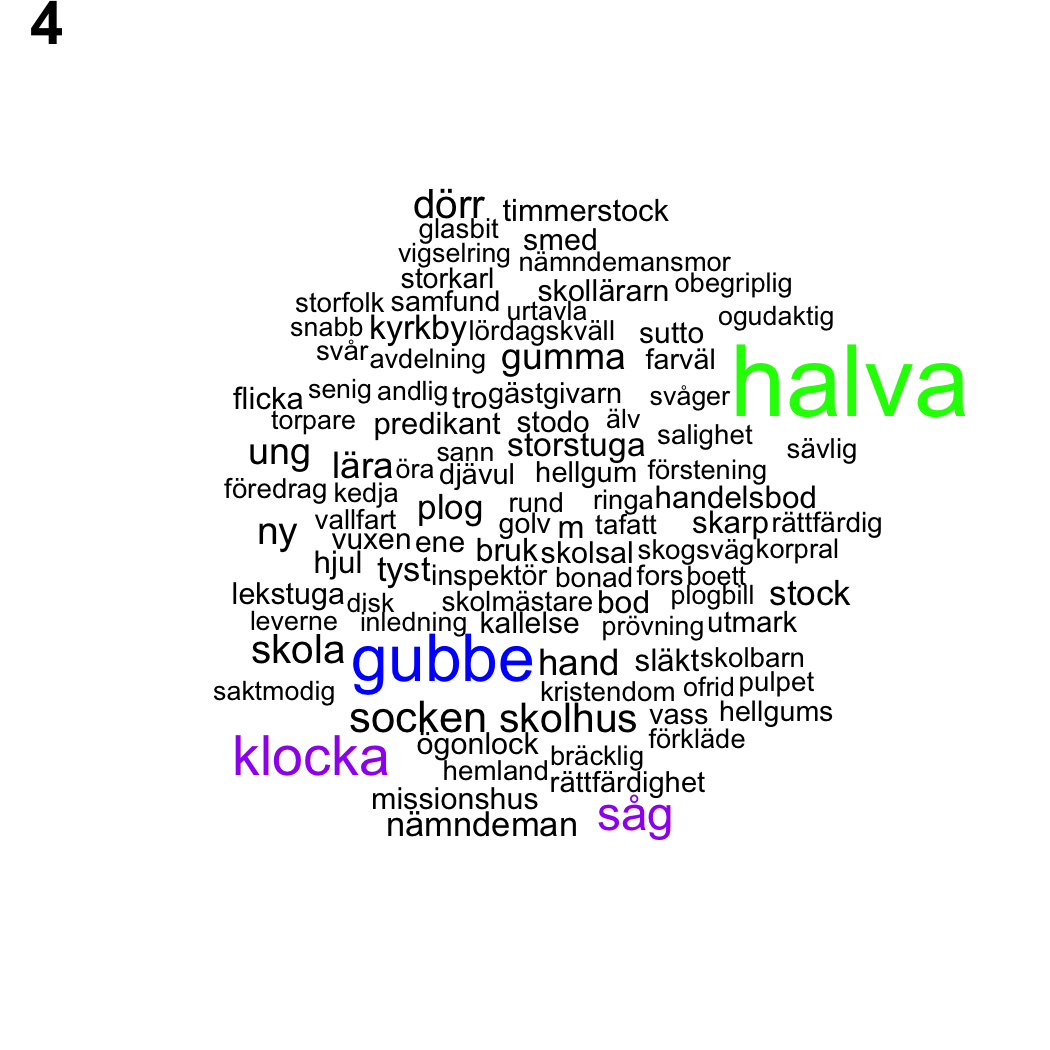 4
dörr timmerstock
glasbit smed
vigselring nämndemansmor
storkarl skollärarn obegriplig
storfolk samfund urtavla ogudaktig
snabb kyrkby lördagskväll sutto
svår avdelning gumma farväl halva
flicka senig andlig tro gästgivarn svåger
torpare predikant stodo älv salighet
ung sann storstuga sävlig
lära öra djävul hellgum förstening
föredrag kedja plog rund ringa handelsbod
ny vallfart golv m tafatt skarp rättfärdig
vuxen ene bruk skolsal skogsväg korpral
hjul tyst inspektör bonad fors boett
lekstuga disk skolmästare bod plogbill stock
leverne inledning kallelse prövning utmark
skola gubbe hand släkt skolbarn
saktmodig kristendom ofrid pulpet
socken skolhus vass hellgums
klocka ögonlock bräcklig förkläde
hemland rättfärdighet
missionshus såg
nämndeman